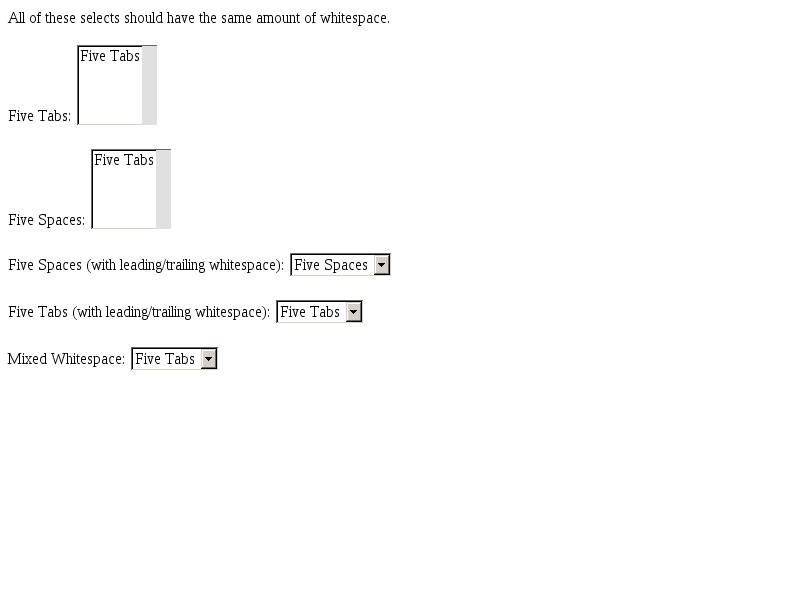 All of these selects should have the same amount of whitespace.
Five Tabs
Five Tabs:
Five Tabs
Five Spaces:
Five Spaces (with leading/trailing whitespace): Five Spaces
Five Tabs (with leading/trailing whitespace): Five Tabs
Mixed Whitespace: Five Tabs